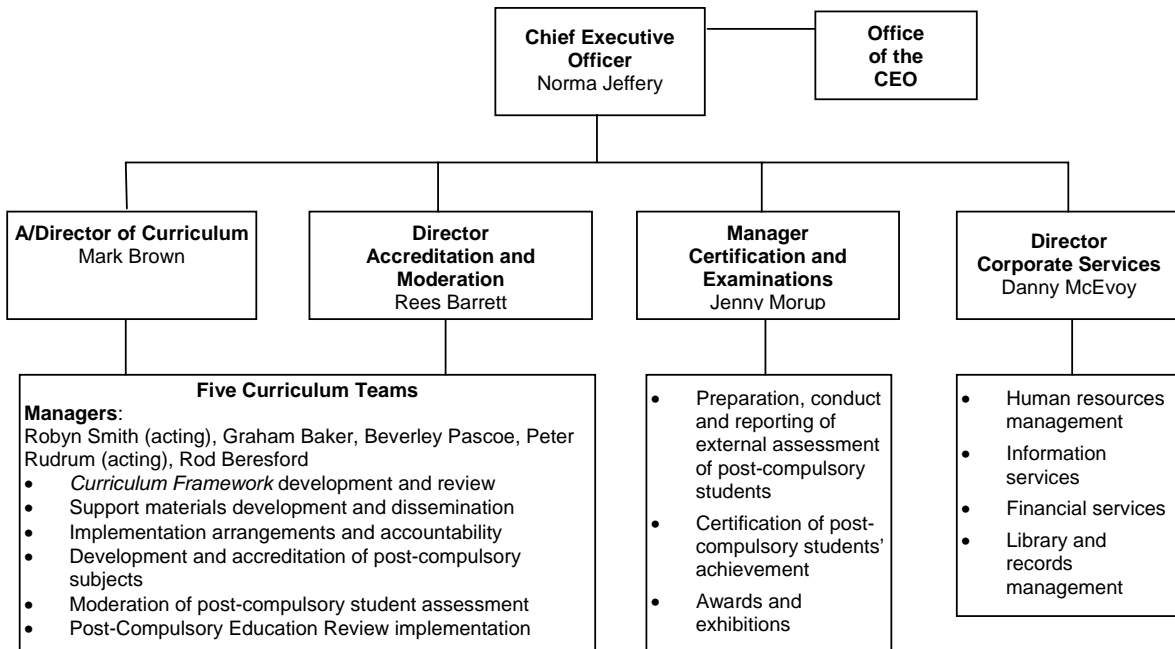 Chief Executive
Officer
Norma Jeffery
Office
of the
CEO
A/Director of Curriculum
Mark Brown
Director
Accreditation and
Moderation
Rees Barrett
Manager
Certification and
Examinations
Jenny Morup
Director
Corporate Services
Danny McEvoy
Five Curriculum Teams
Managers:
Robyn Smith (acting), Graham Baker, Beverley Pascoe, Peter
Rudrum (acting), Rod Beresford
• Curriculum Framework development and review
• Support materials development and dissemination
• Implementation arrangements and accountability
• Development and accreditation of post-compulsory
subjects
• Moderation of post-compulsory student assessment
• Post-Compulsory Education Review implementation
• Preparation, conduct
and reporting of
external assessment
of post-compulsory
students
• Certification of post-
compulsory students’
achievement
• Awards and
exhibitions
• Human resources
management
• Information
services
• Financial services
• Library and
records
management